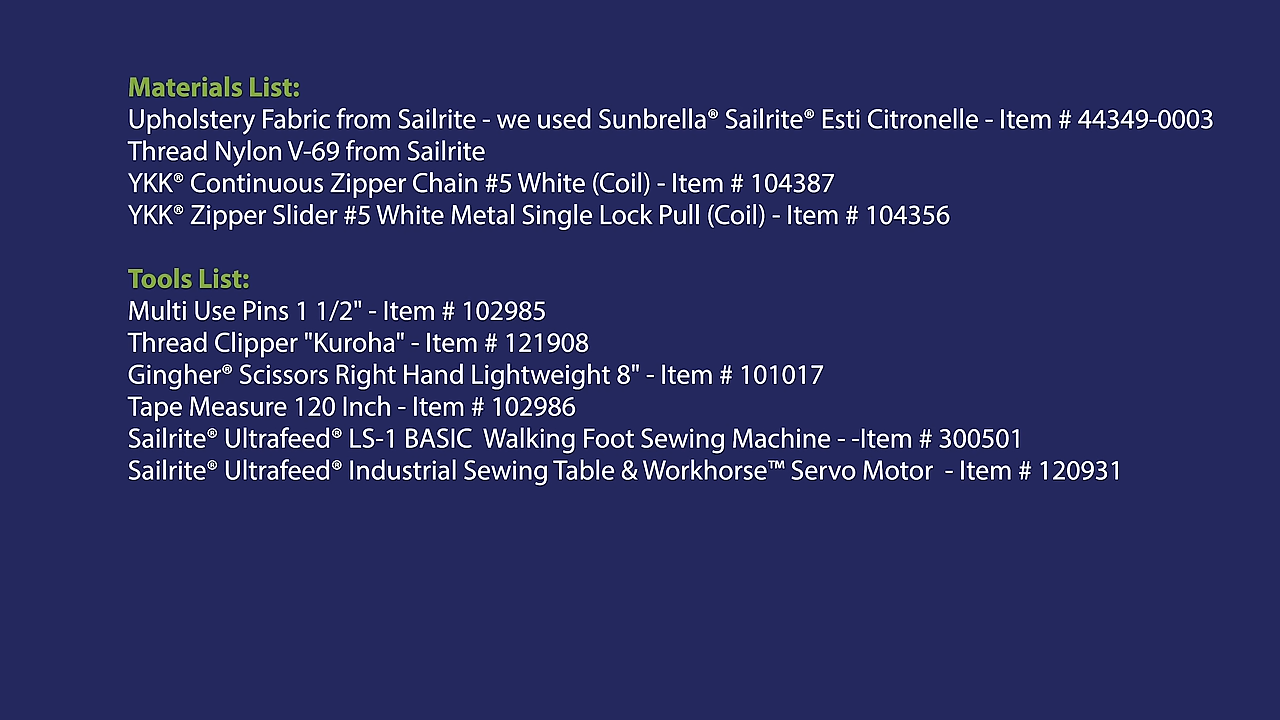 Materials List:
Upholstery Fabric from Sailrite - we used Sunbrella® Sailrite® Esti Citronelle - Item # 44349-0003
Thread Nylon V-69 from Sailrite
YKK® Continuous Zipper Chain #5 White (Coil) - Item # 104387
YKK® Zipper Slider #5 White Metal Single Lock Pull (Coil) - Item # 104356
Tools List:
Multi Use Pins 1 1/2" - Item # 102985
Thread Clipper "Kuroha" - Item # 121908
Gingher® Scissors Right Hand Lightweight 8" - Item # 101017
Tape Measure 120 Inch - Item # 102986
Sailrite® Ultrafeed® LS-1 BASIC  Walking Foot Sewing Machine - -Item # 300501
Sailrite® Ultrafeed® Industrial Sewing Table & Workhorse™ Servo Motor  - Item # 120931